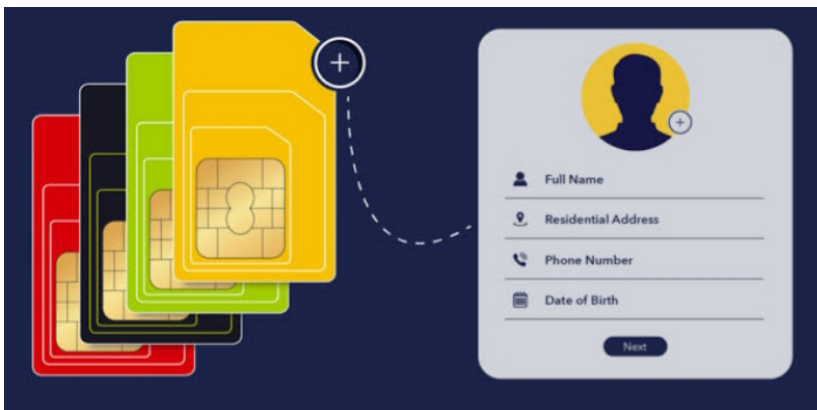 Full Name
Residential Address
Phone Number
Date of Birth
Next